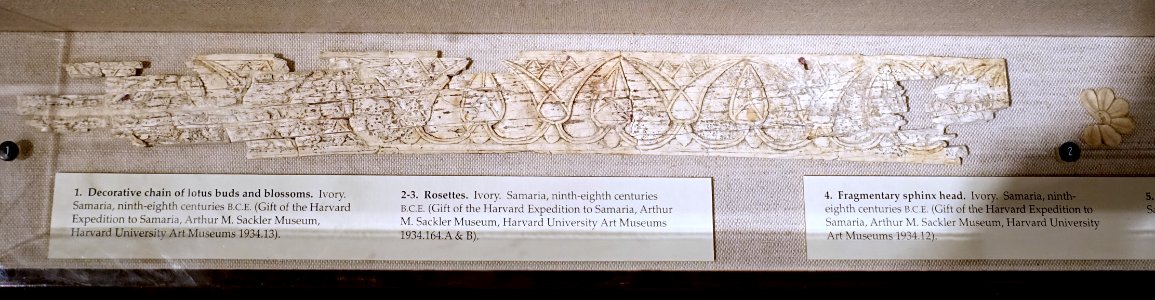 1
2
1. Decorative chain of lotus buds and blossoms. Ivory.
Samaria, ninth-eighth centuries B.C.E. (Gift of the Harvard
Expedition to Samaria, Arthur M. Sackler Museum,
Harvard University Art Museums 1934.13).
2-3. Rosettes. Ivory. Samaria, ninth-eighth centuries
B.C.E. (Gift of the Harvard Expedition to Samaria, Arthur
M. Sackler Museum, Harvard University Art Museums
1934.164.A & B).
4. Fragmentary sphinx head. Ivory. Samaria, ninth-
eighth centuries B.C.E. (Gift of the Harvard Expedition to
Samaria, Arthur M. Sackler Museum, Harvard University
Art Museums 1934.12).
5.
Sa